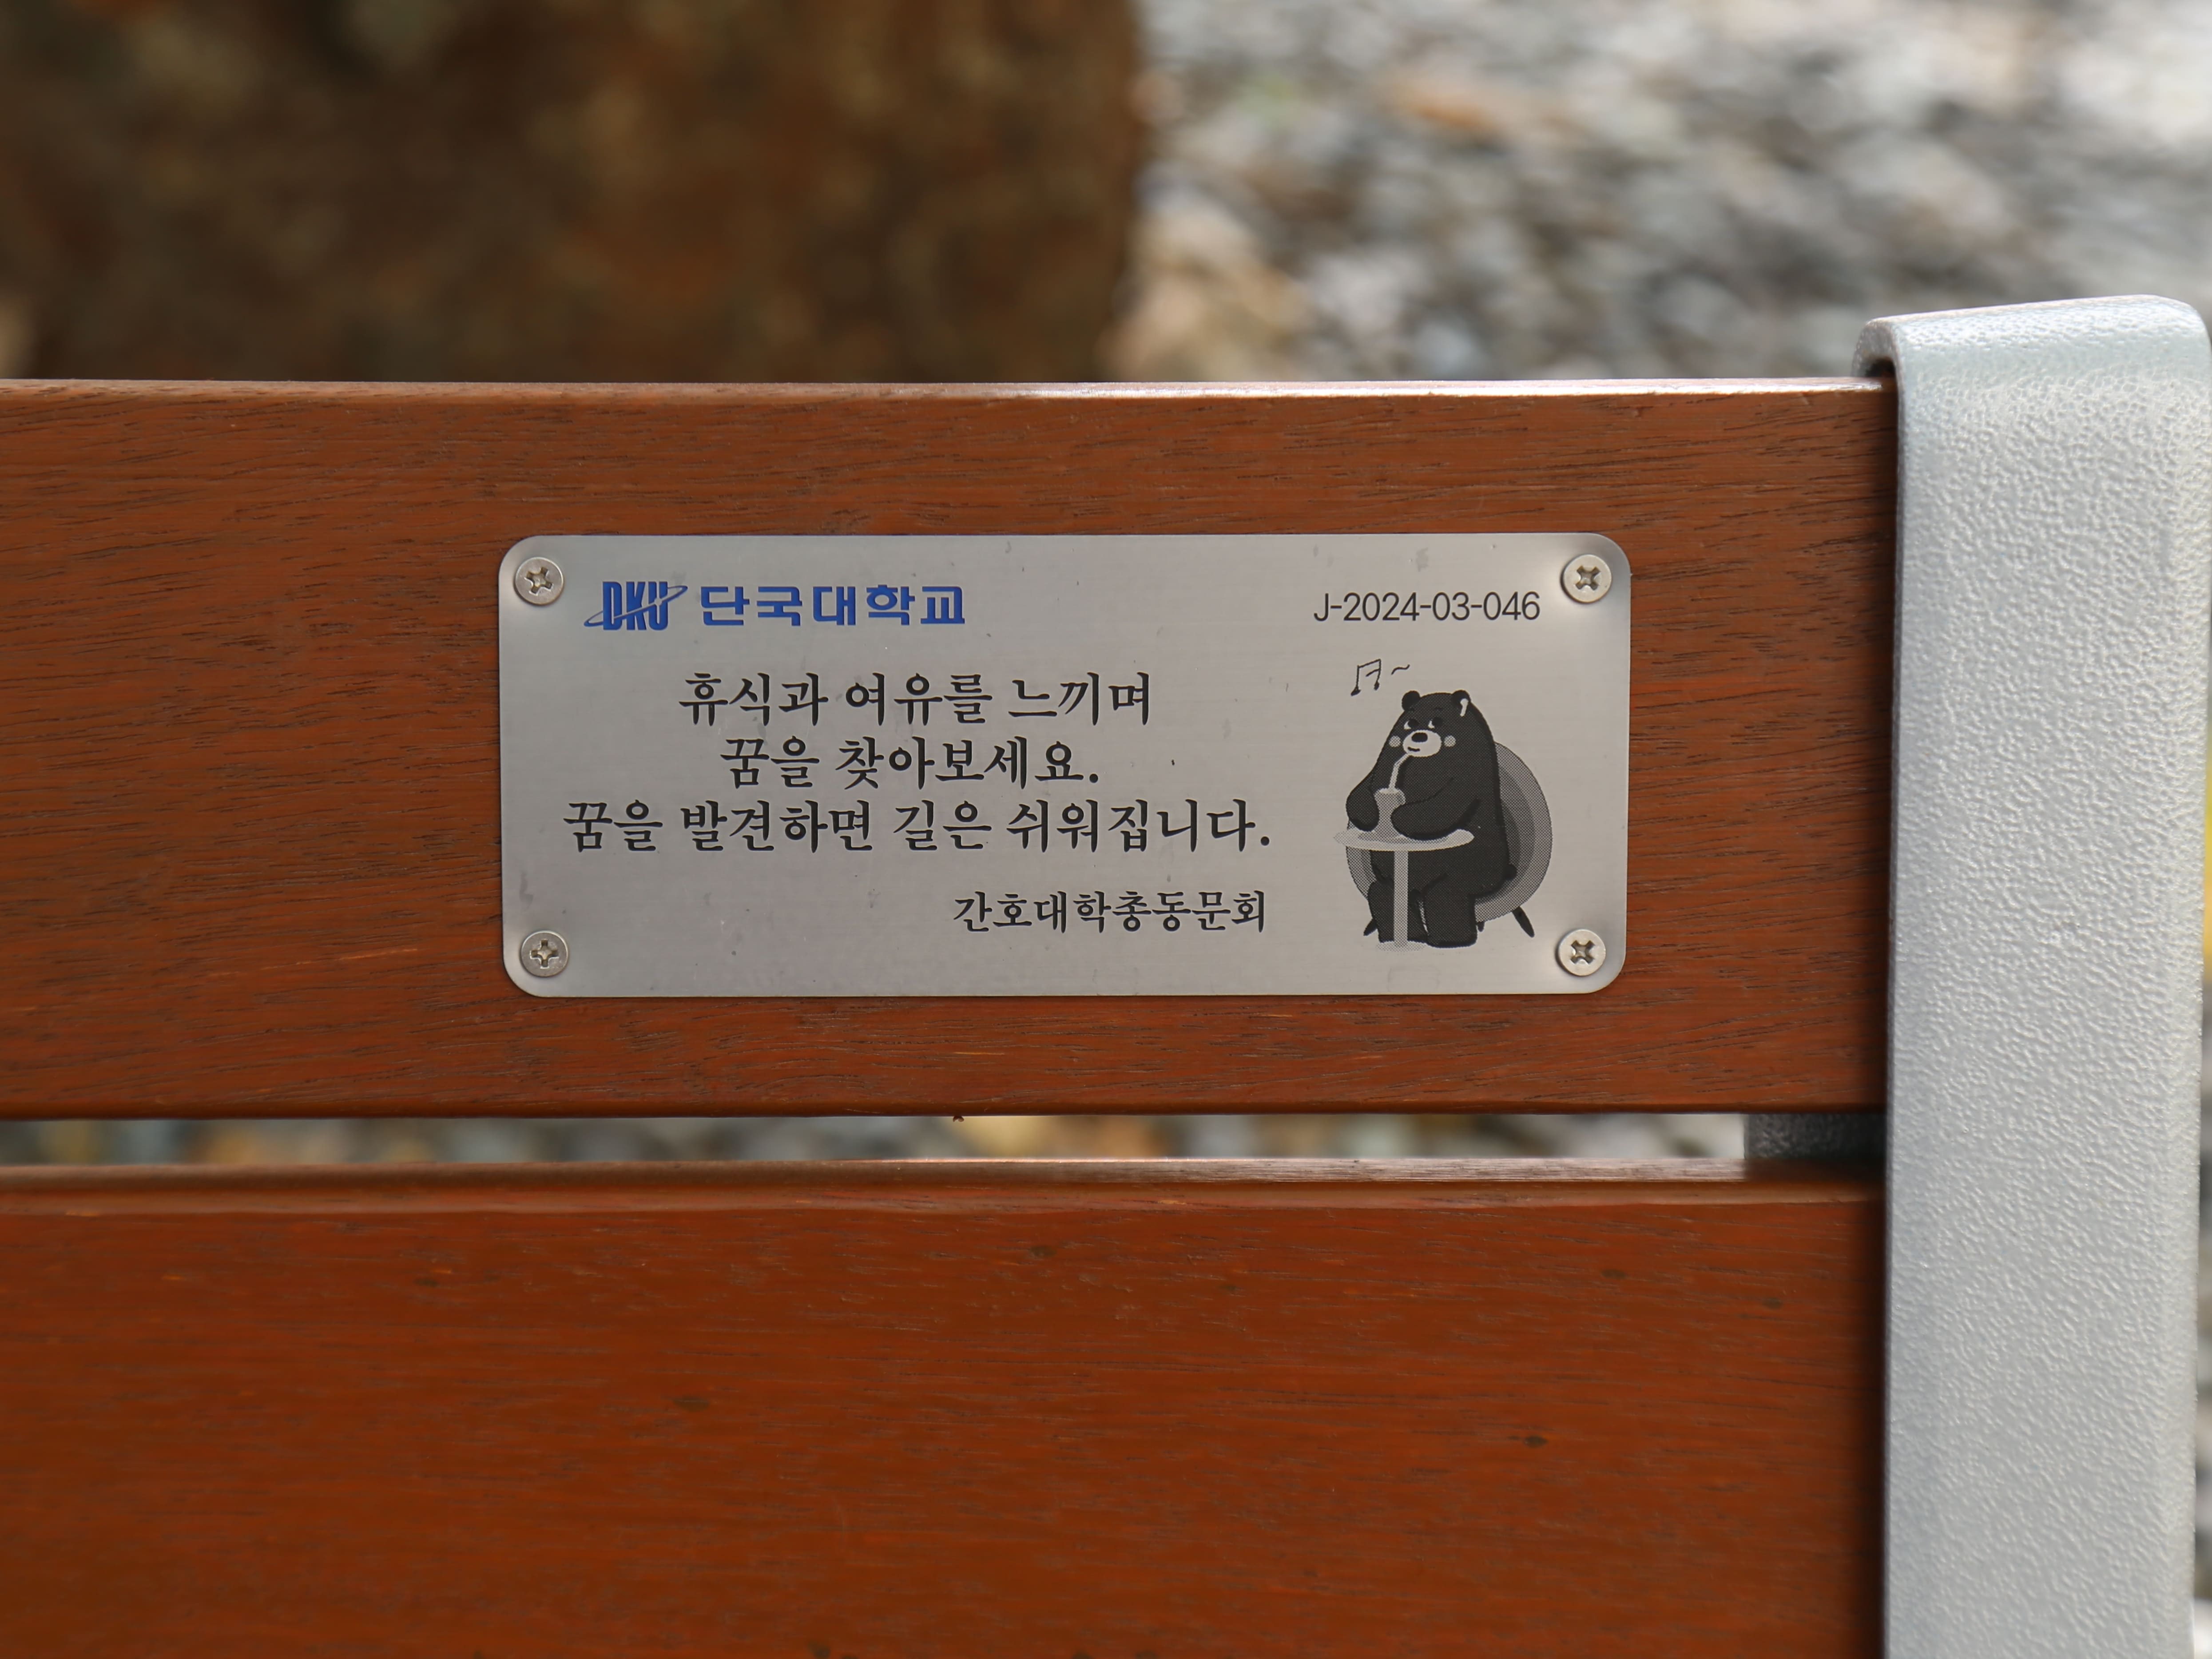 DKU 단국대학교
J-2024-03-046
휴식과 여유를 느끼며
꿈을 찾아보세요.
꿈을 발견하면 길은 쉬워집니다.
간호대학총동문회